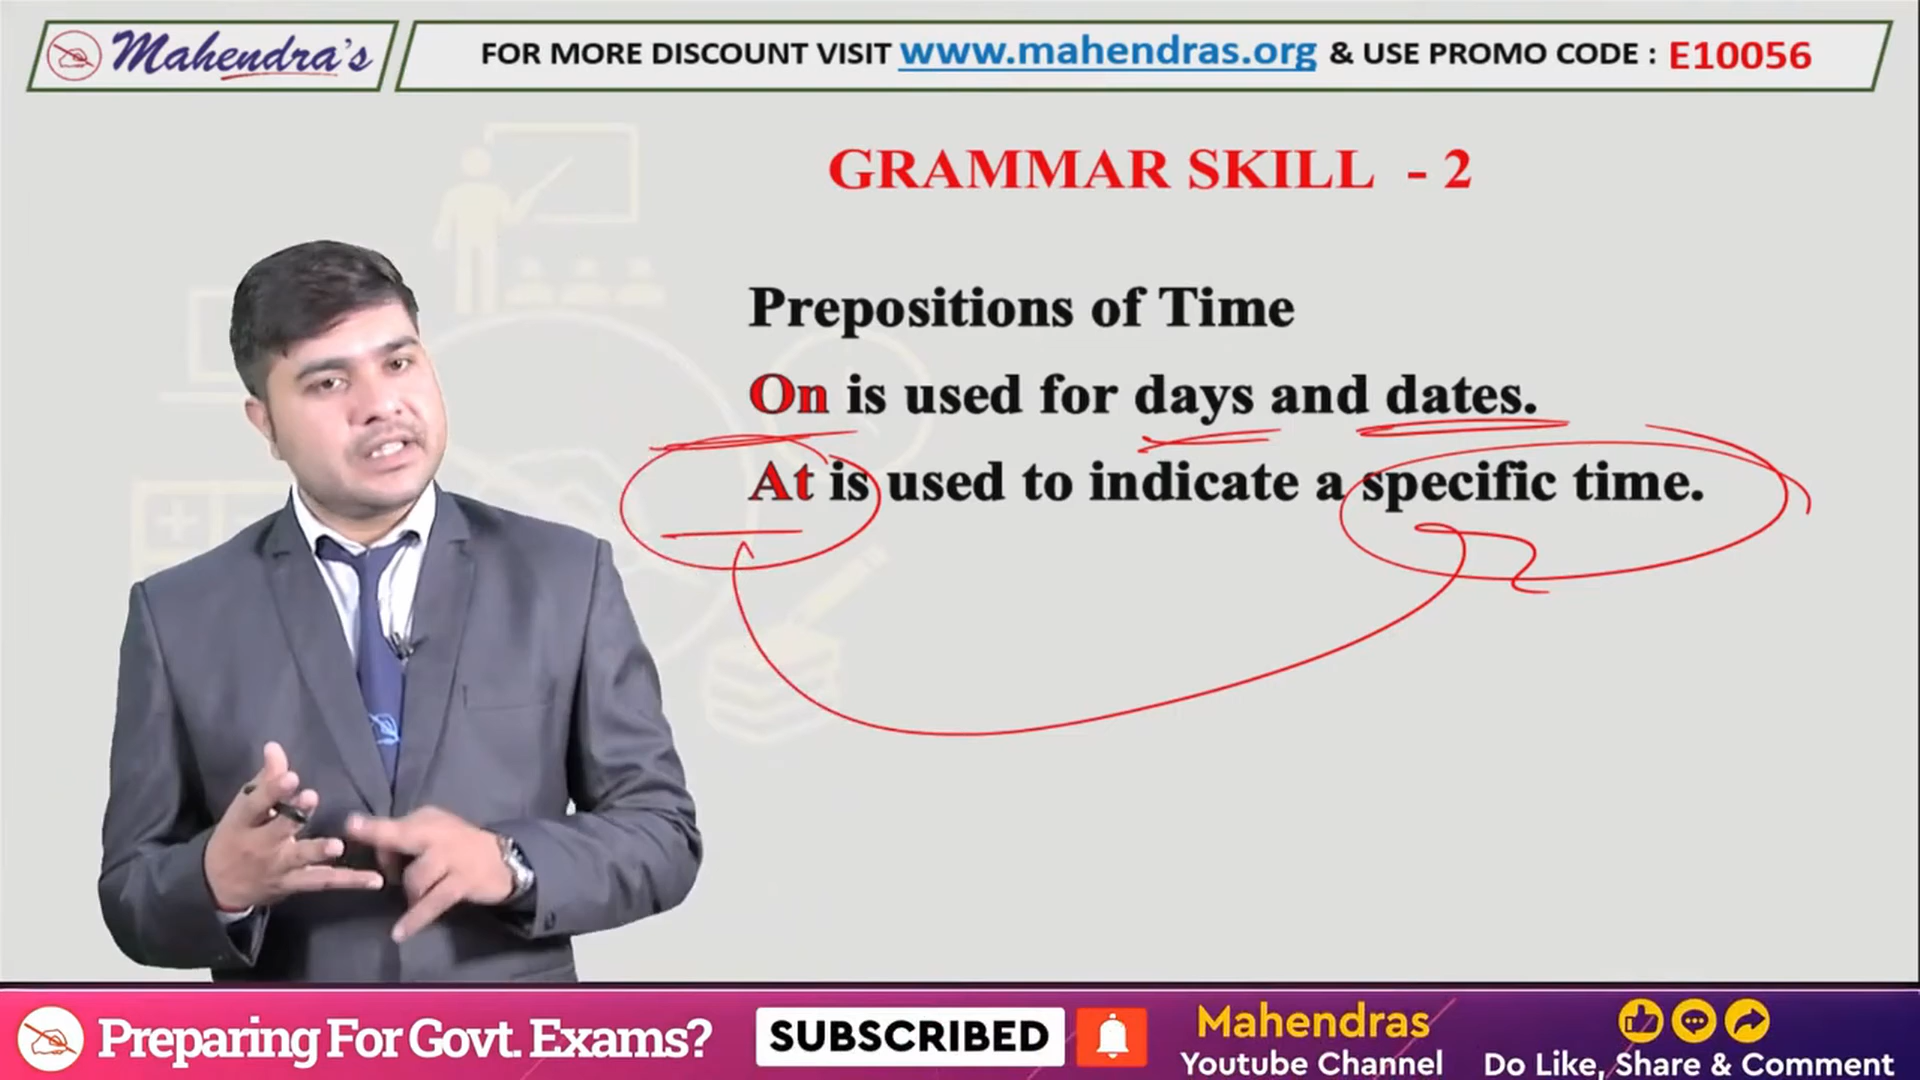 Mahendra's
FOR MORE DISCOUNT VISIT www.mahendras.org & USE PROMO CODE : E10056
GRAMMAR SKILL - 2
Prepositions of Time
On is used for days and dates.
At is used to indicate a specific time.
Preparing For Govt. Exams?
SUBSCRIBED
Mahendras
Youtube Channel
Do Like, Share & Comment